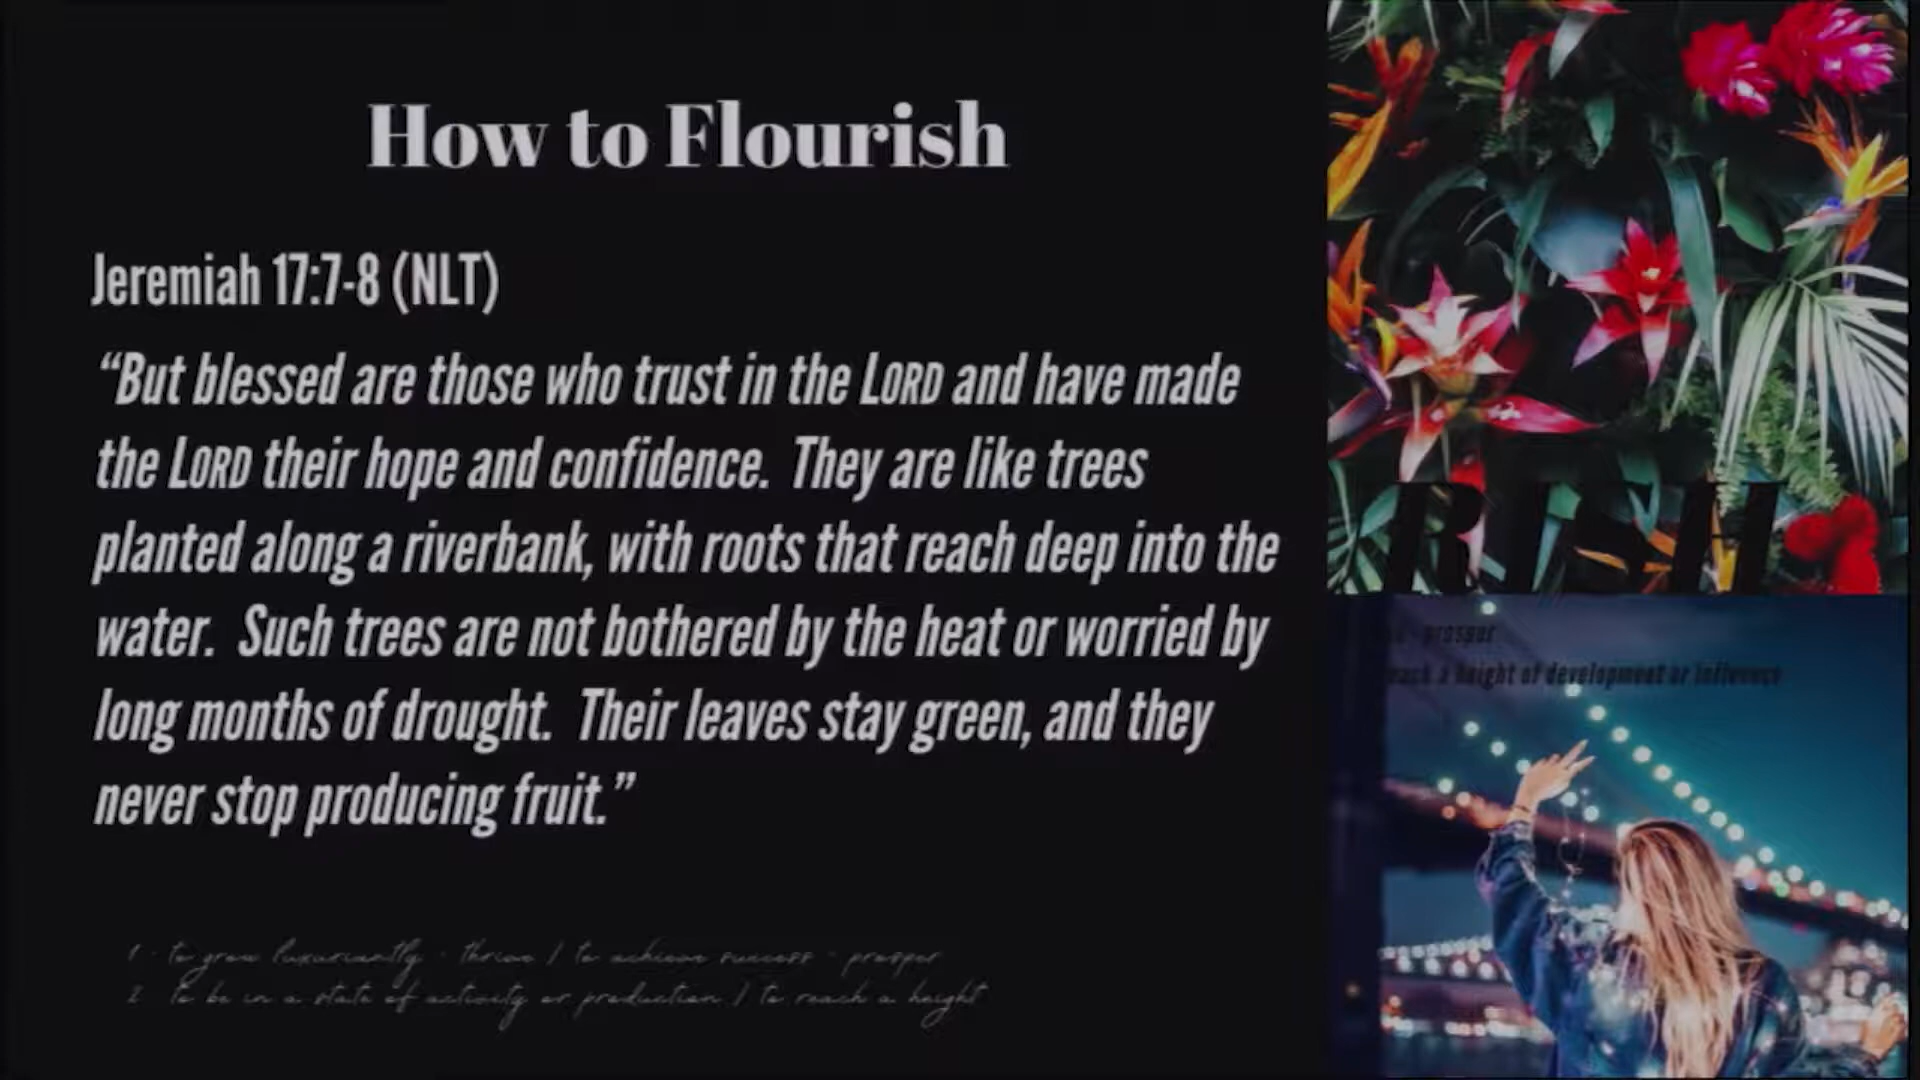 How to Flourish
Jeremiah 17:7-8 (NLT)
“But blessed are those who trust in the LORD and have made
the LORD their hope and confidence.  They are like trees
planted along a riverbank, with roots that reach deep into the
water.  Such trees are not bothered by the heat or worried by
long months of drought.  Their leaves stay green, and they
never stop producing fruit.”
1 - to grow luxuriantly - thrive / to achieve success - prosper
2 to be in a state of activity or production / to reach a height
prosper
reach a height of development or influence